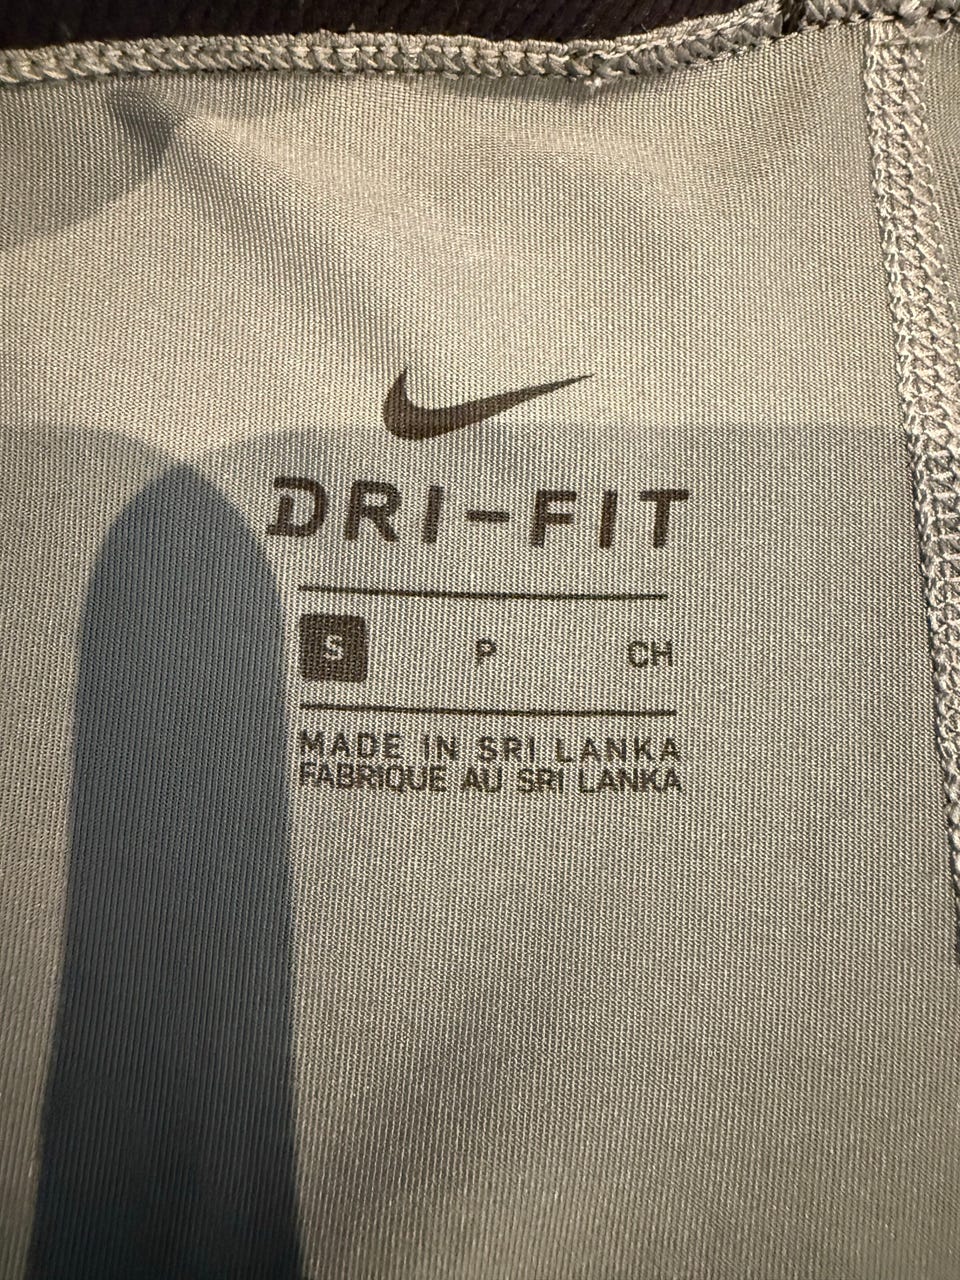 DRI-FIT
S P CH
MADE IN SRI LANKA
FABRIQUE AU SRI LANKA